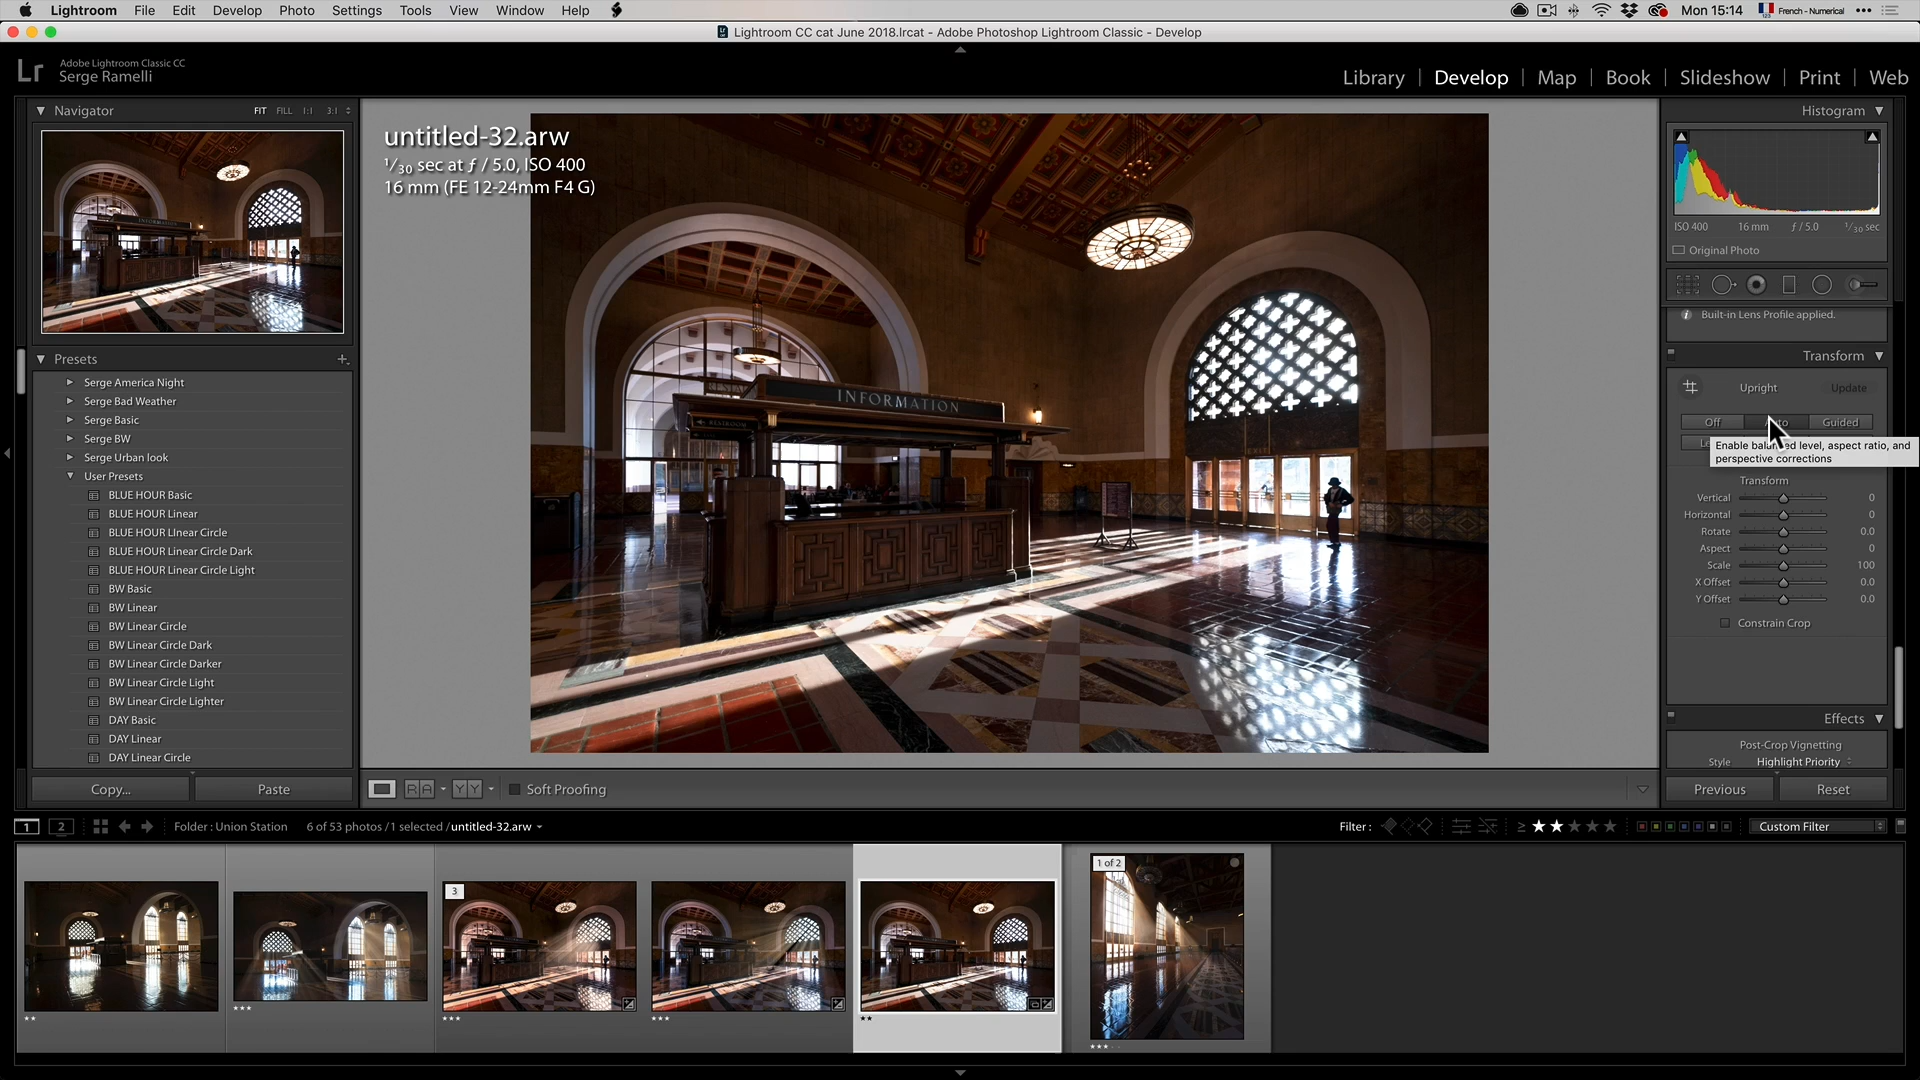 Lightroom File Edit Develop Photo Settings Tools View Window Help
Mon 15:14 French - Numerical
Lightroom CC cat June 2018.lrcat - Adobe Photoshop Lightroom Classic - Develop
Lr
Adobe Lightroom Classic CC
Serge Ramelli
Library | Develop | Map | Book | Slideshow | Print | Web
Navigator FIT FILL 1:1 3:1
Presets
Serge America Night
Serge Bad Weather
Serge Basic
Serge BW
Serge Urban look
User Presets
BLUE HOUR Basic
BLUE HOUR Linear
BLUE HOUR LInear Circle
BLUE HOUR Linear Circle Dark
BLUE HOUR Linear Circle Light
BW Basic
BW Linear
BW Linear Circle
BW Linear Circle Dark
BW Linear Circle Darker
BW Linear Circle Light
BW Linear Circle Lighter
DAY Basic
DAY Linear
DAY Linear Circle
Copy... Paste
untitled-32.arw
1/30 sec at ƒ / 5.0, ISO 400
16 mm (FE 12-24mm F4 G)
INFORMATION
Histogram
ISO 400 16 mm ƒ / 5.0 1/30 sec
Original Photo
Built-in Lens Profile applied.
Transform
Upright Update
Off Guided
Enable level, aspect ratio, and
perspective corrections
Transform
Vertical 0
Horizontal 0
Rotate 0.0
Aspect 0
Scale 100
X Offset 0.0
Y Offset 0.0
Constrain Crop
Effects
Post-Crop Vignetting
Style Highlight Priority
Previous Reset
R A Y Y Soft Proofing
1 2 Folder : Union Station 6 of 53 photos / 1 selected / untitled-32.arw
Filter : ≥ ★★★★★ Custom Filter
3
1 of 2